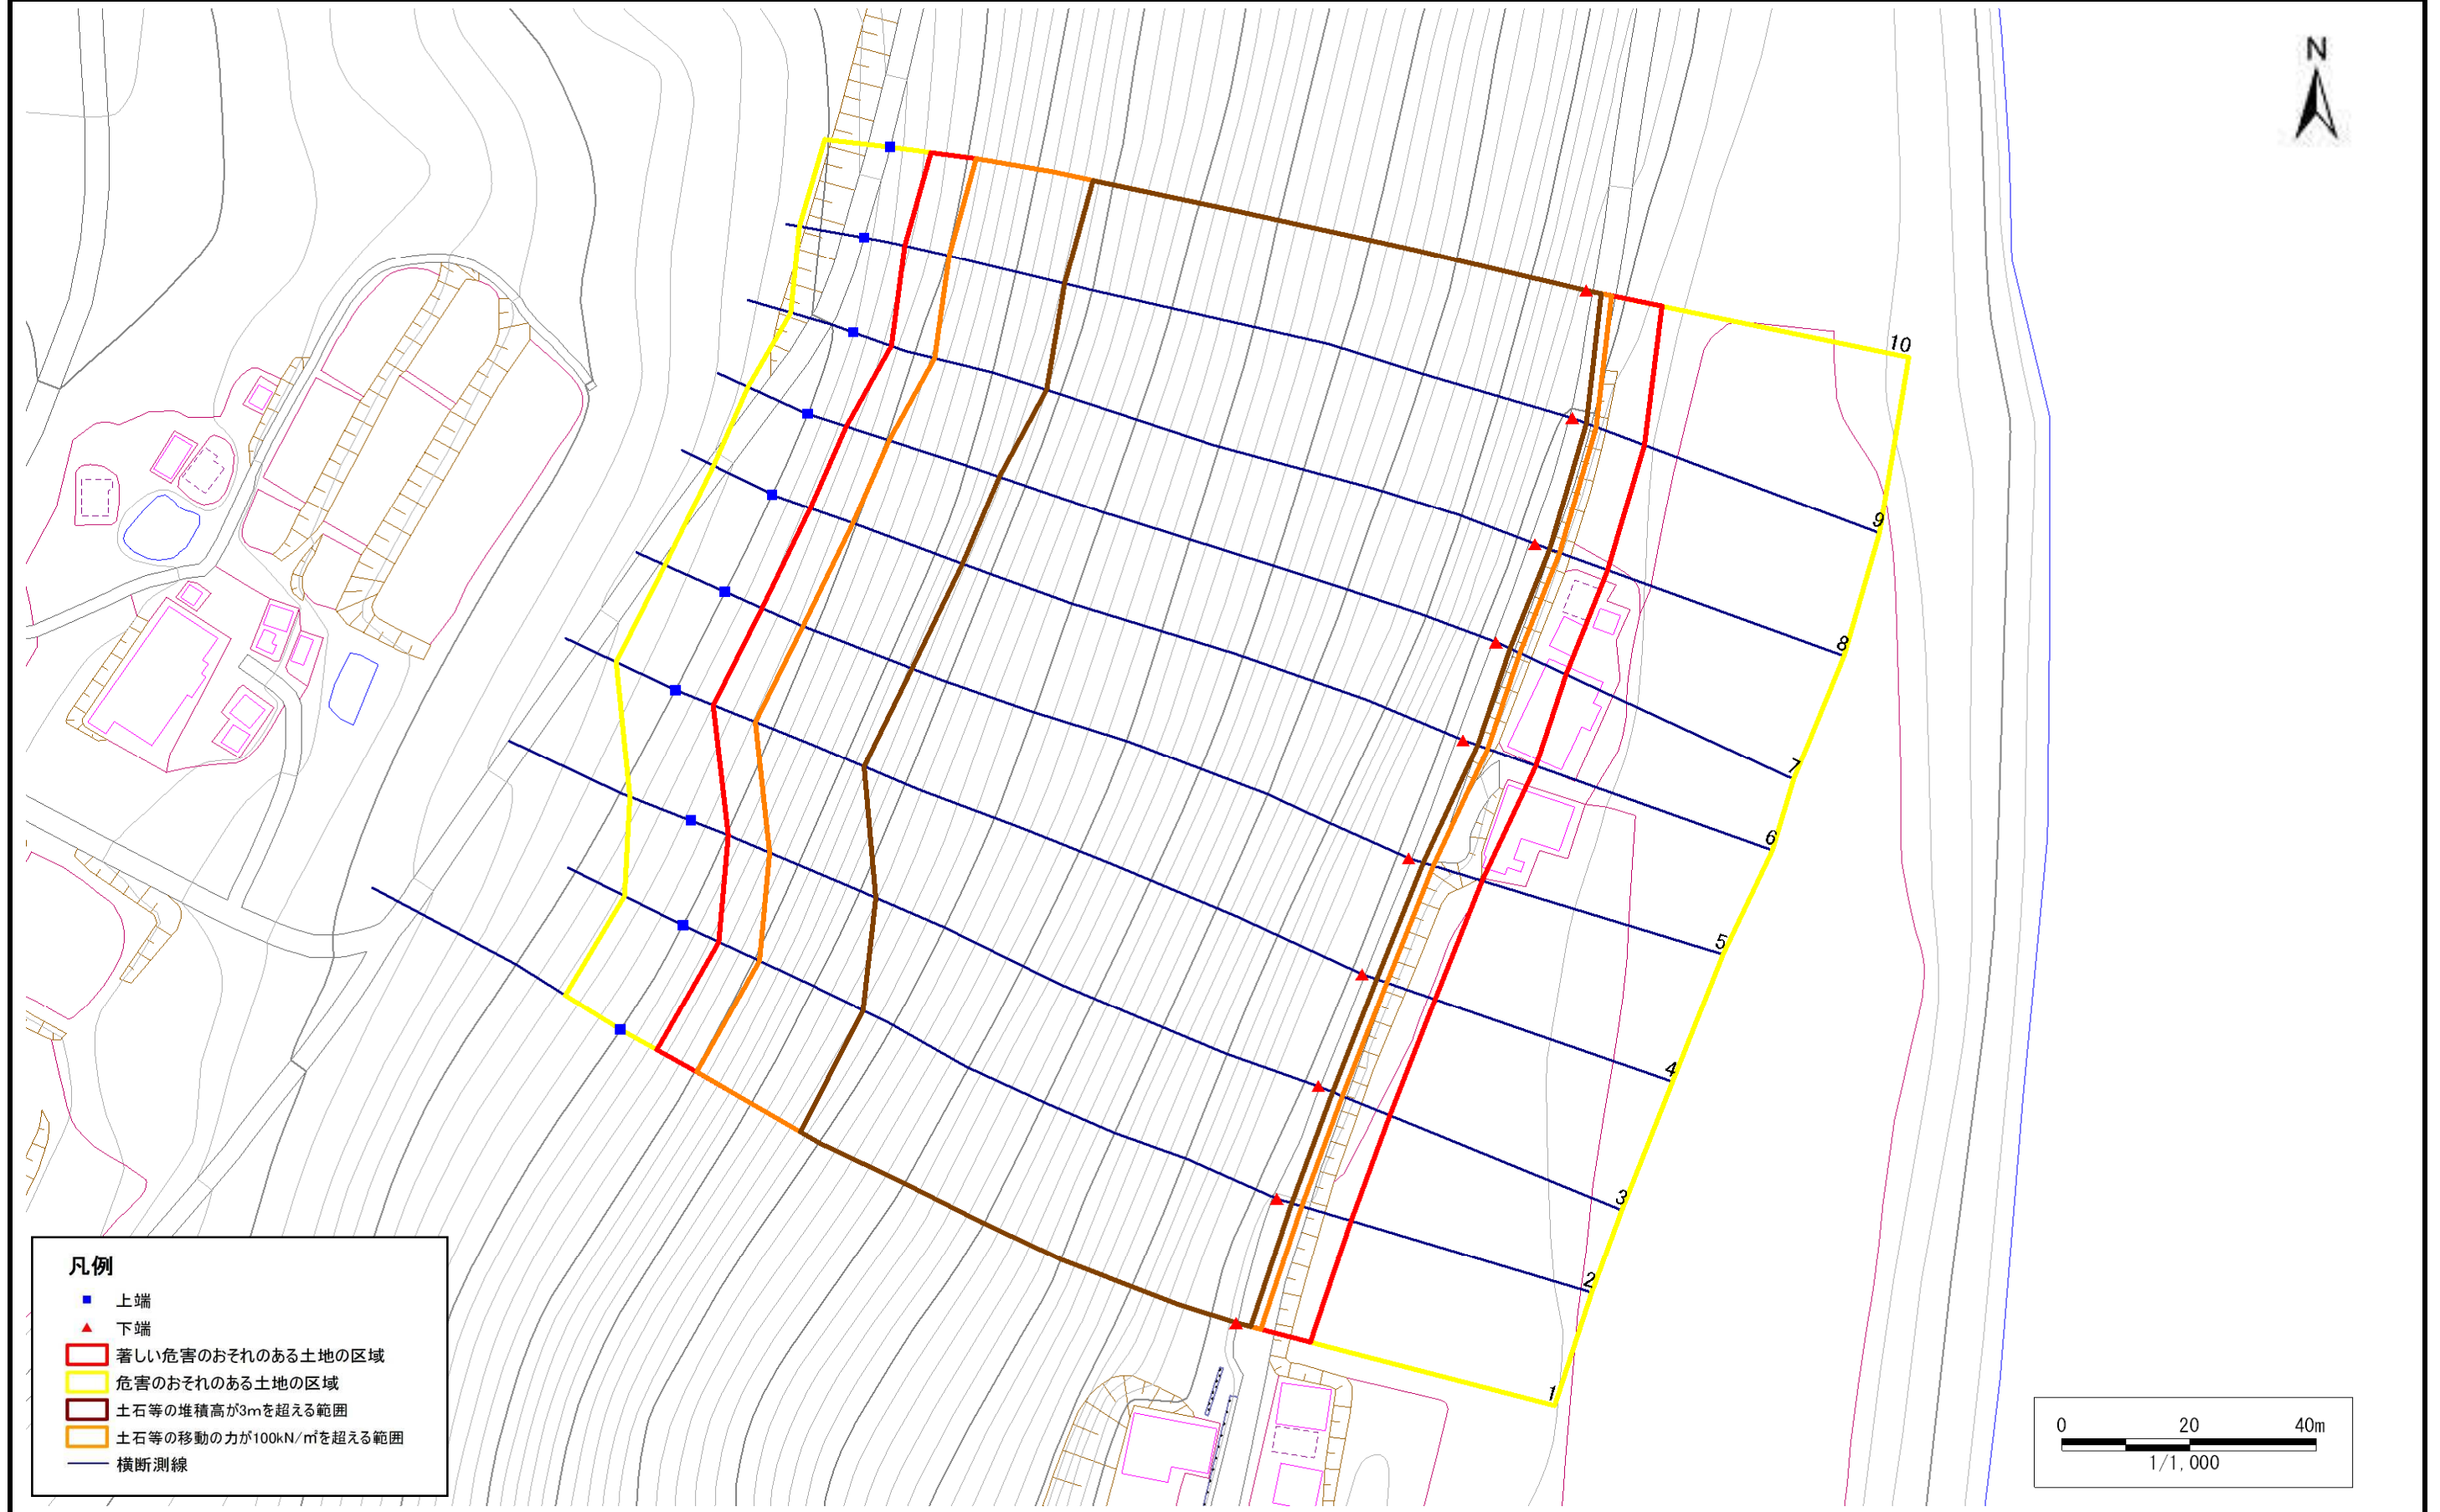 N
10
9
8
7
6
5
4
3
2
1
凡例
上端
下端
著しい危害のおそれのある土地の区域
危害のおそれのある土地の区域
土石等の堆積高が3mを超える範囲
土石等の移動の力が100kN/㎡を超える範囲
横断測線
0 20 40m
1/1,000